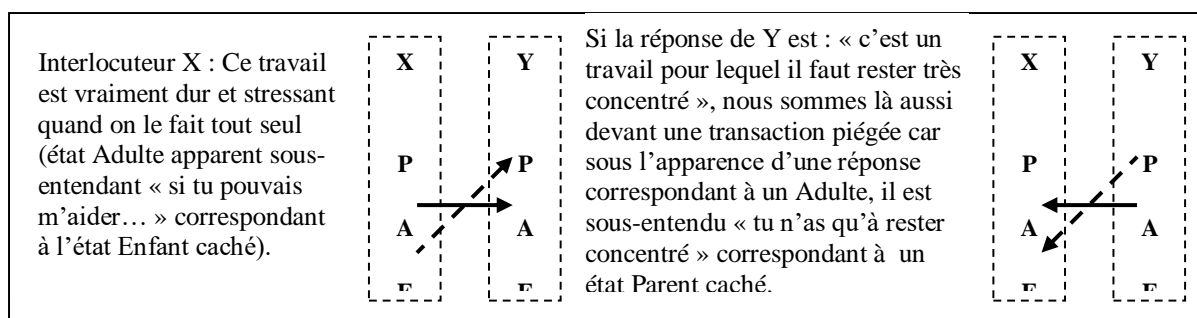 Interlocuteur X : Ce travail
est vraiment dur et stressant
quand on le fait tout seul
(état Adulte apparent sous-
entendant « si tu pouvais
m’aider… » correspondant
à l’état Enfant caché).
X Y
P P
A A
E E
Si la réponse de Y est : « c’est un
travail pour lequel il faut rester très
concentré », nous sommes là aussi
devant une transaction piégée car
sous l’apparence d’une réponse
correspondant à un Adulte, il est
sous-entendu « tu n’as qu’à rester
concentré » correspondant à un
état Parent caché.
X Y
P P
A A
E E